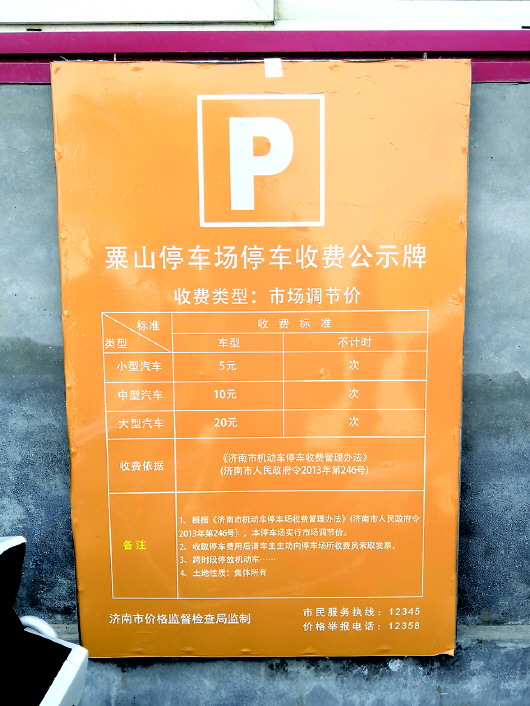 P
粟山停车场停车收费公示牌
收费类型：市场调节价
标准 收费标准
类型 车型 不计时
小型汽车 5元 次
中型汽车 10元 次
大型汽车 20元 次
收费依据 《济南市机动车停车收费管理办法》
(济南市人民政府令2013年第246号)
备注
1、根据《济南市机动车停车场收费管理办法》(济南市人民政府令
2013年第246号)，本停车场实行市场调节价。
2、收取停车费用后请车主主动向停车场所收费员索取发票。
3、跨时段停放机动车……
4、土地性质：集体所有
济南市价格监督检查局监制
市民服务执线：12345
价格举报电话：12358